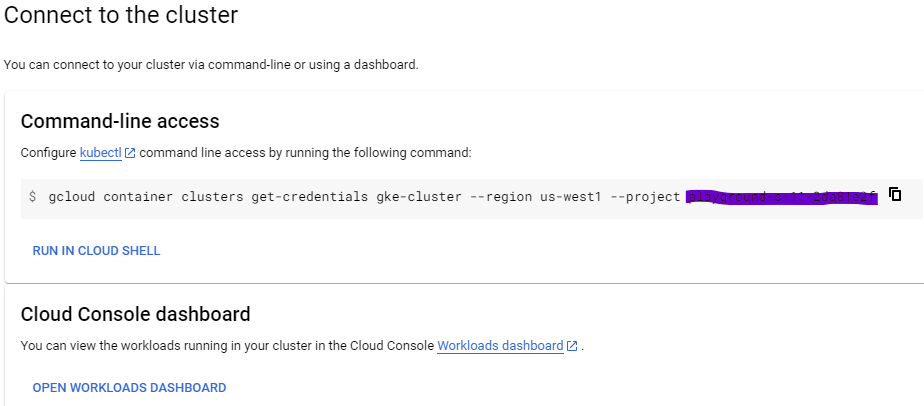 Connect to the cluster
You can connect to your cluster via command-line or using a dashboard.
Command-line access
Configure kubectl command line access by running the following command:
$ gcloud container clusters get-credentials gke-cluster --region us-west1 --project
RUN IN CLOUD SHELL
Cloud Console dashboard
You can view the workloads running in your cluster in the Cloud Console Workloads dashboard .
OPEN WORKLOADS DASHBOARD